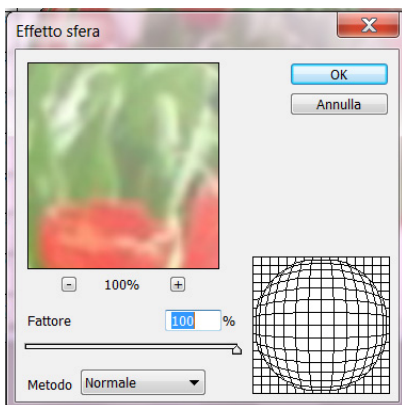 Effetto sfera
OK
Annulla
- 100% +
Fattore 100 %
Metodo Normale